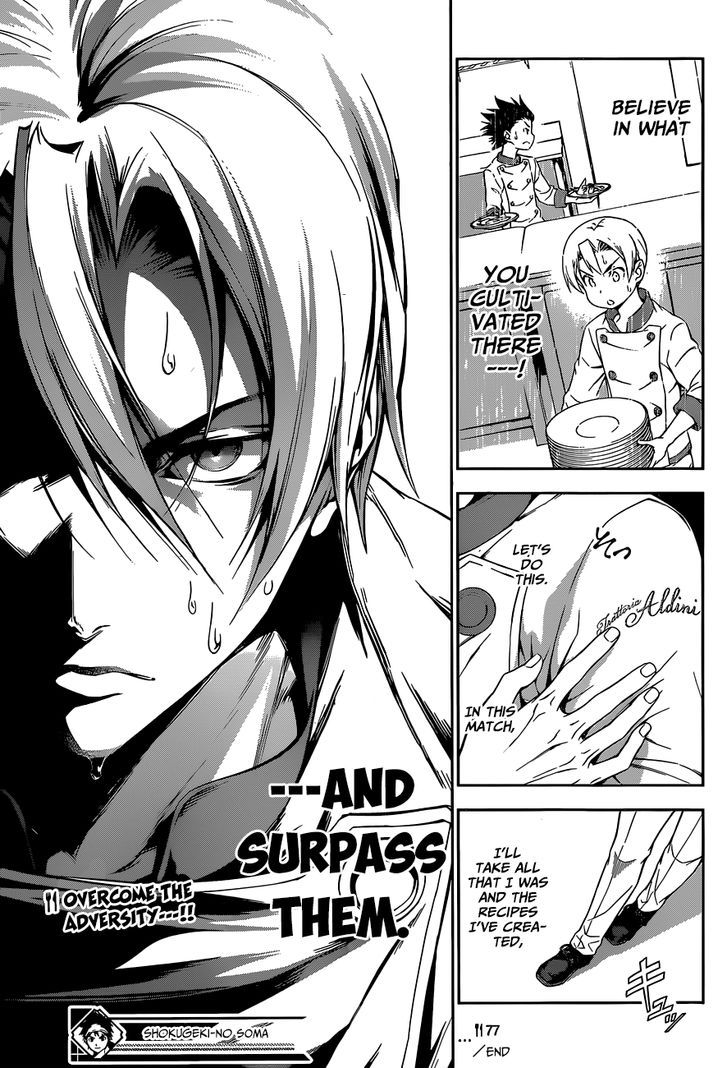 BELIEVE
IN WHAT
YOU
CULTI-
VATED
THERE
---!
LET'S
DO
THIS.
Trattoria
Aldini
IN THIS
MATCH,
I'LL
TAKE ALL
THAT I WAS
AND THE
RECIPES
I'VE CREA-
TED,
---AND
SURPASS
THEM.
OVERCOME THE
ADVERSITY---!!
SHOKUGEKI-NO SOMA
... 77
/END